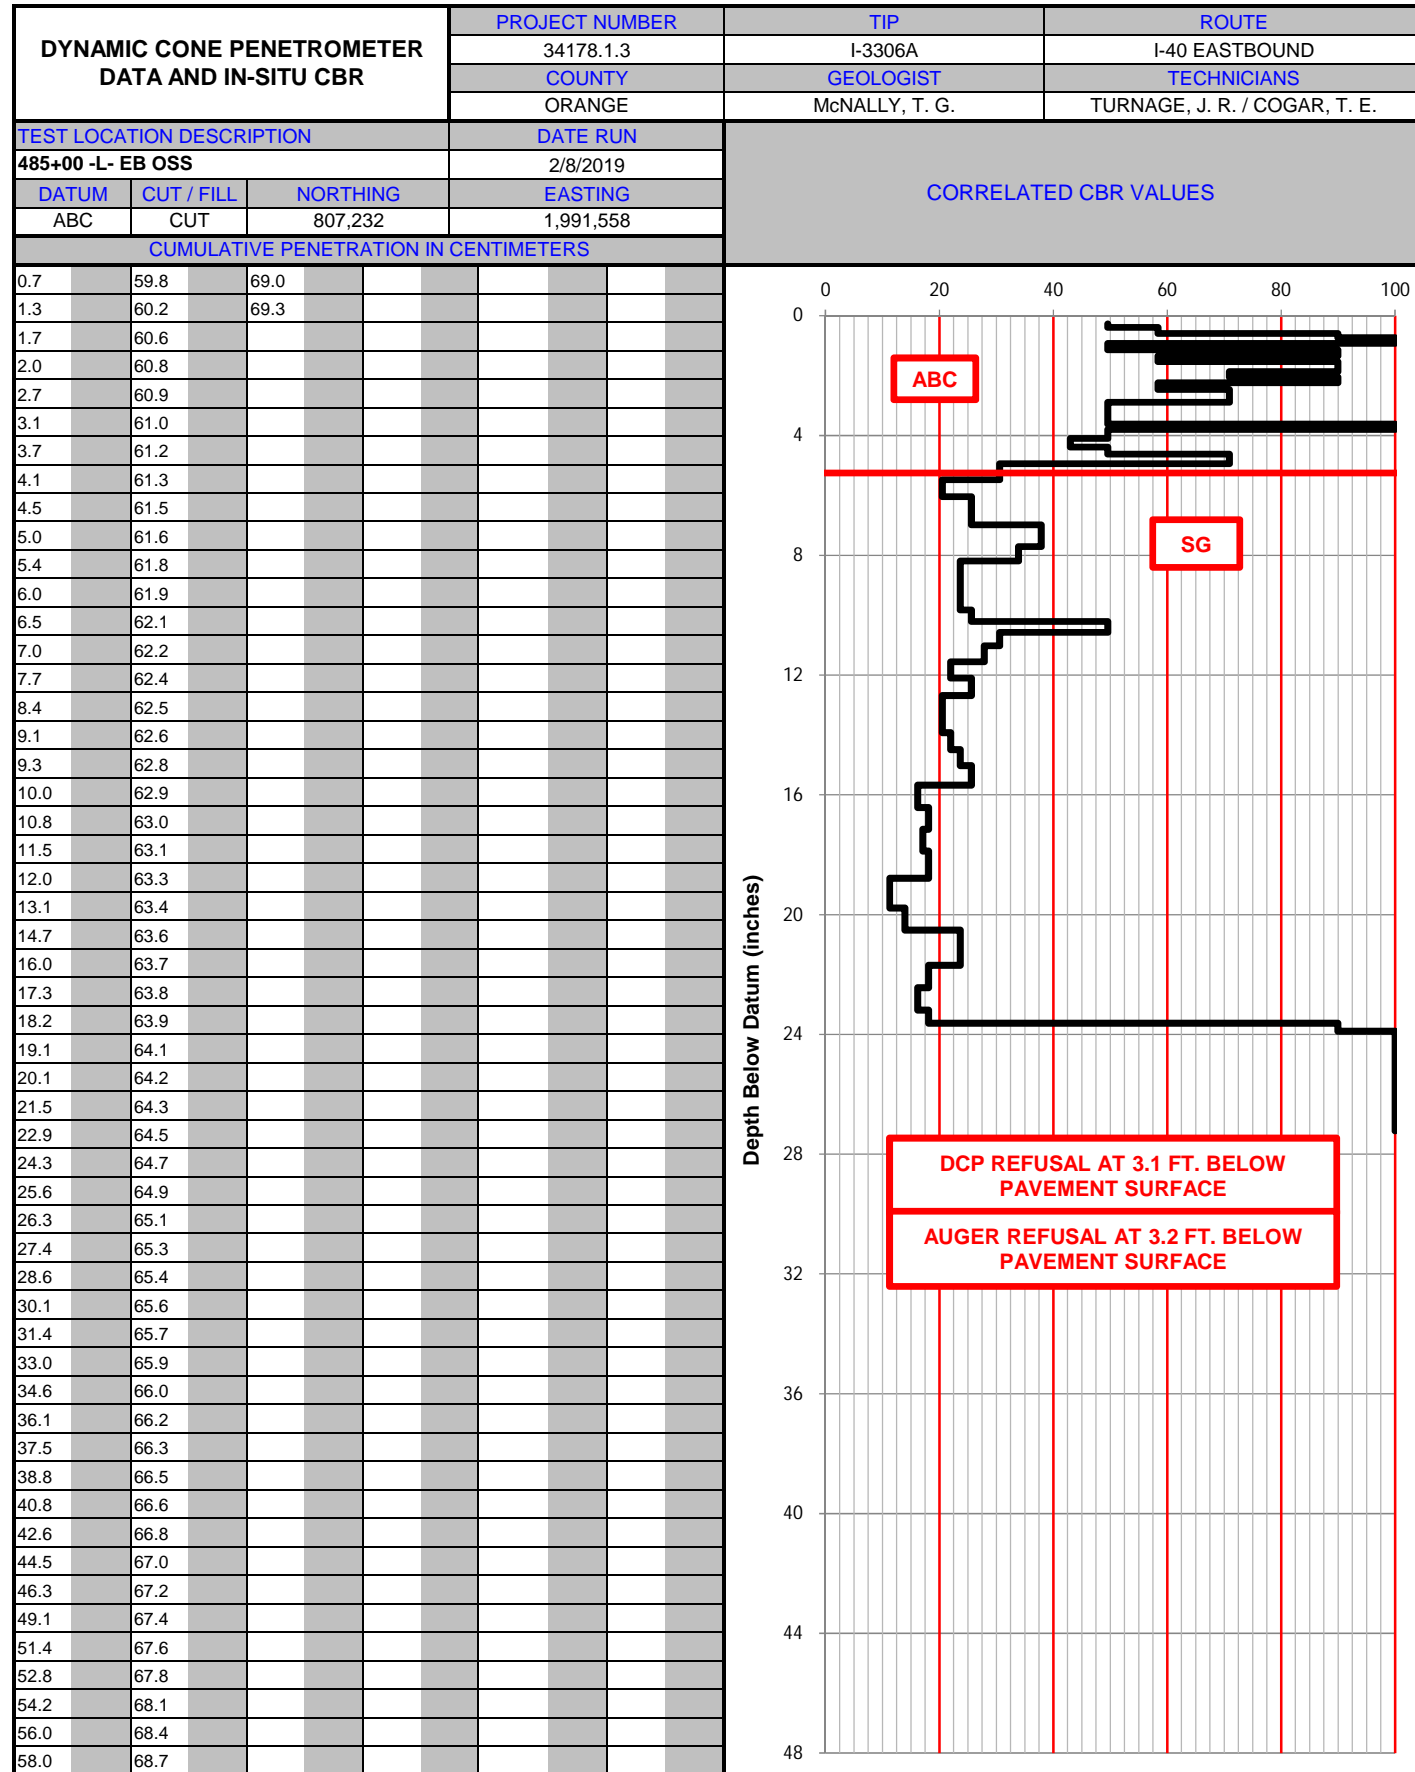 DYNAMIC CONE PENETROMETER
DATA AND IN-SITU CBR
PROJECT NUMBER TIP ROUTE
34178.1.3 I-3306A I-40 EASTBOUND
COUNTY GEOLOGIST TECHNICIANS
ORANGE McNALLY, T. G. TURNAGE, J. R. / COGAR, T. E.
TEST LOCATION DESCRIPTION DATE RUN
485+00 -L- EB OSS 2/8/2019
DATUM CUT / FILL NORTHING EASTING
ABC CUT 807,232 1,991,558
CUMULATIVE PENETRATION IN CENTIMETERS
0.7 59.8 69.0
1.3 60.2 69.3
1.7 60.6
2.0 60.8
2.7 60.9
3.1 61.0
3.7 61.2
4.1 61.3
4.5 61.5
5.0 61.6
5.4 61.8
6.0 61.9
6.5 62.1
7.0 62.2
7.7 62.4
8.4 62.5
9.1 62.6
9.3 62.8
10.0 62.9
10.8 63.0
11.5 63.1
12.0 63.3
13.1 63.4
14.7 63.6
16.0 63.7
17.3 63.8
18.2 63.9
19.1 64.1
20.1 64.2
21.5 64.3
22.9 64.5
24.3 64.7
25.6 64.9
26.3 65.1
27.4 65.3
28.6 65.4
30.1 65.6
31.4 65.7
33.0 65.9
34.6 66.0
36.1 66.2
37.5 66.3
38.8 66.5
40.8 66.6
42.6 66.8
44.5 67.0
46.3 67.2
49.1 67.4
51.4 67.6
52.8 67.8
54.2 68.1
56.0 68.4
58.0 68.7
CORRELATED CBR VALUES
0 20 40 60 80 100
0
4
8
12
16
20
24
28
32
36
40
44
48
Depth Below Datum (inches)
ABC
SG
DCP REFUSAL AT 3.1 FT. BELOW
PAVEMENT SURFACE
AUGER REFUSAL AT 3.2 FT. BELOW
PAVEMENT SURFACE